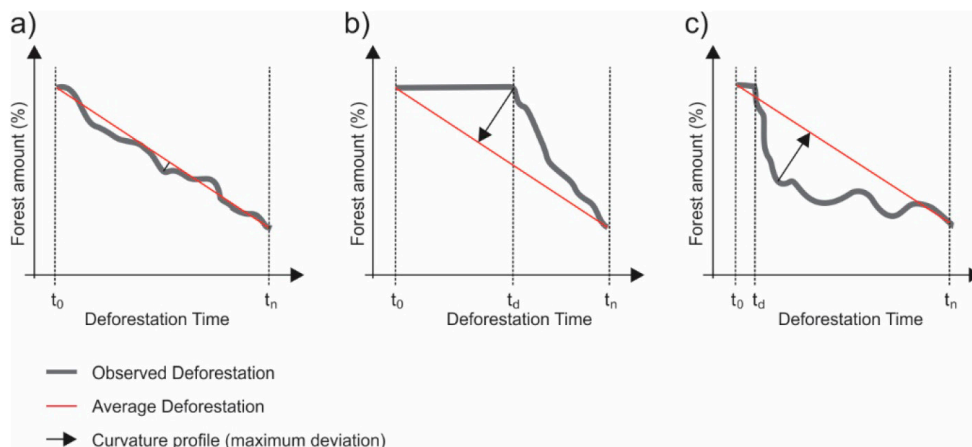 a)
b)
c)
Forest amount (%)
Forest amount (%)
Forest amount (%)
t0
tn
t0
td
tn
t0
td
tn
Deforestation Time
Deforestation Time
Deforestation Time
Observed Deforestation
Average Deforestation
Curvature profile (maximum deviation)